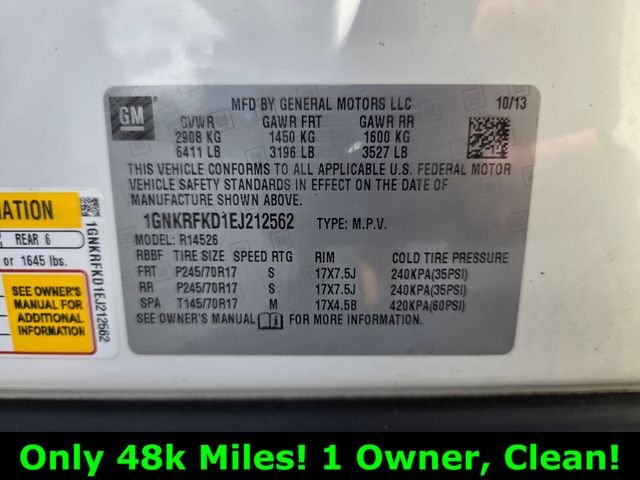 GM
MFD BY GENERAL MOTORS LLC 10/13
GVWR GAWR FRT GAWR RR
2908 KG 1450 KG 1600 KG
6411 LB 3196 LB 3527 LB
THIS VEHICLE CONFORMS TO ALL APPLICABLE U.S. FEDERAL MOTOR
VEHICLE SAFETY STANDARDS IN EFFECT ON THE DATE OF
MANUFACTURE SHOWN ABOVE.
1GNKRFKD1EJ212562 TYPE: M.P.V.
MODEL: R14526
RBBF TIRE SIZE SPEED RTG RIM COLD TIRE PRESSURE
FRT P245/70R17 S 17X7.5J 240KPA(35PSI)
RR P245/70R17 S 17X7.5J 240KPA(35PSI)
SPA T145/70R17 M 17X4.5B 420KPA(60PSI)
SEE OWNER'S MANUAL FOR MORE INFORMATION.
REAR 6
or 1645 lbs.
SEE OWNER'S
MANUAL FOR
ADDITIONAL
INFORMATION
1GNKRFKD1EJ212562
Only 48k Miles! 1 Owner, Clean!